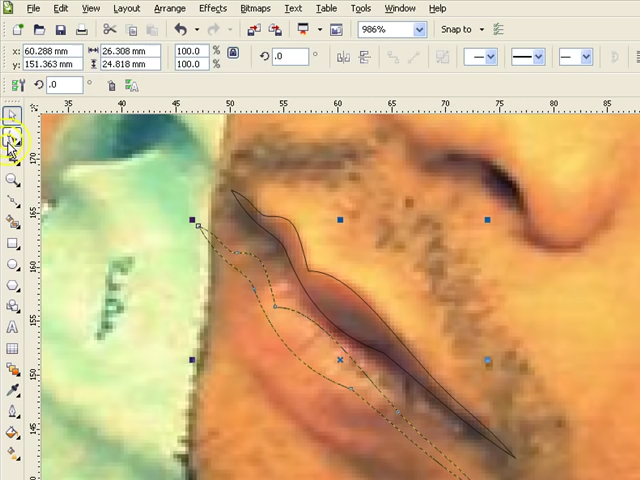 File Edit View Layout Arrange Effects Bitmaps Text Table Tools Window Help
986% Snap to
x: 60.288 mm 26.308 mm 100.0 % .0 °
y: 151.363 mm 24.818 mm 100.0 %
.0 °
35 40 45 50 55 60 65 70 75 80 85
170
165
160
155
150
145
A